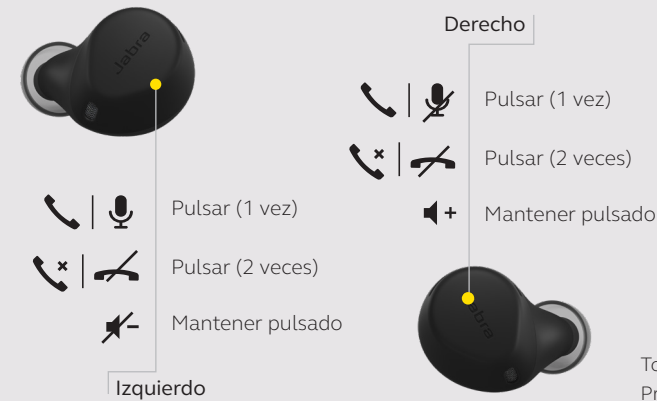 Jabra
Izquierdo
Pulsar (1 vez)
Pulsar (2 veces)
Mantener pulsado
Derecho
Pulsar (1 vez)
Pulsar (2 veces)
Mantener pulsado
Jabra